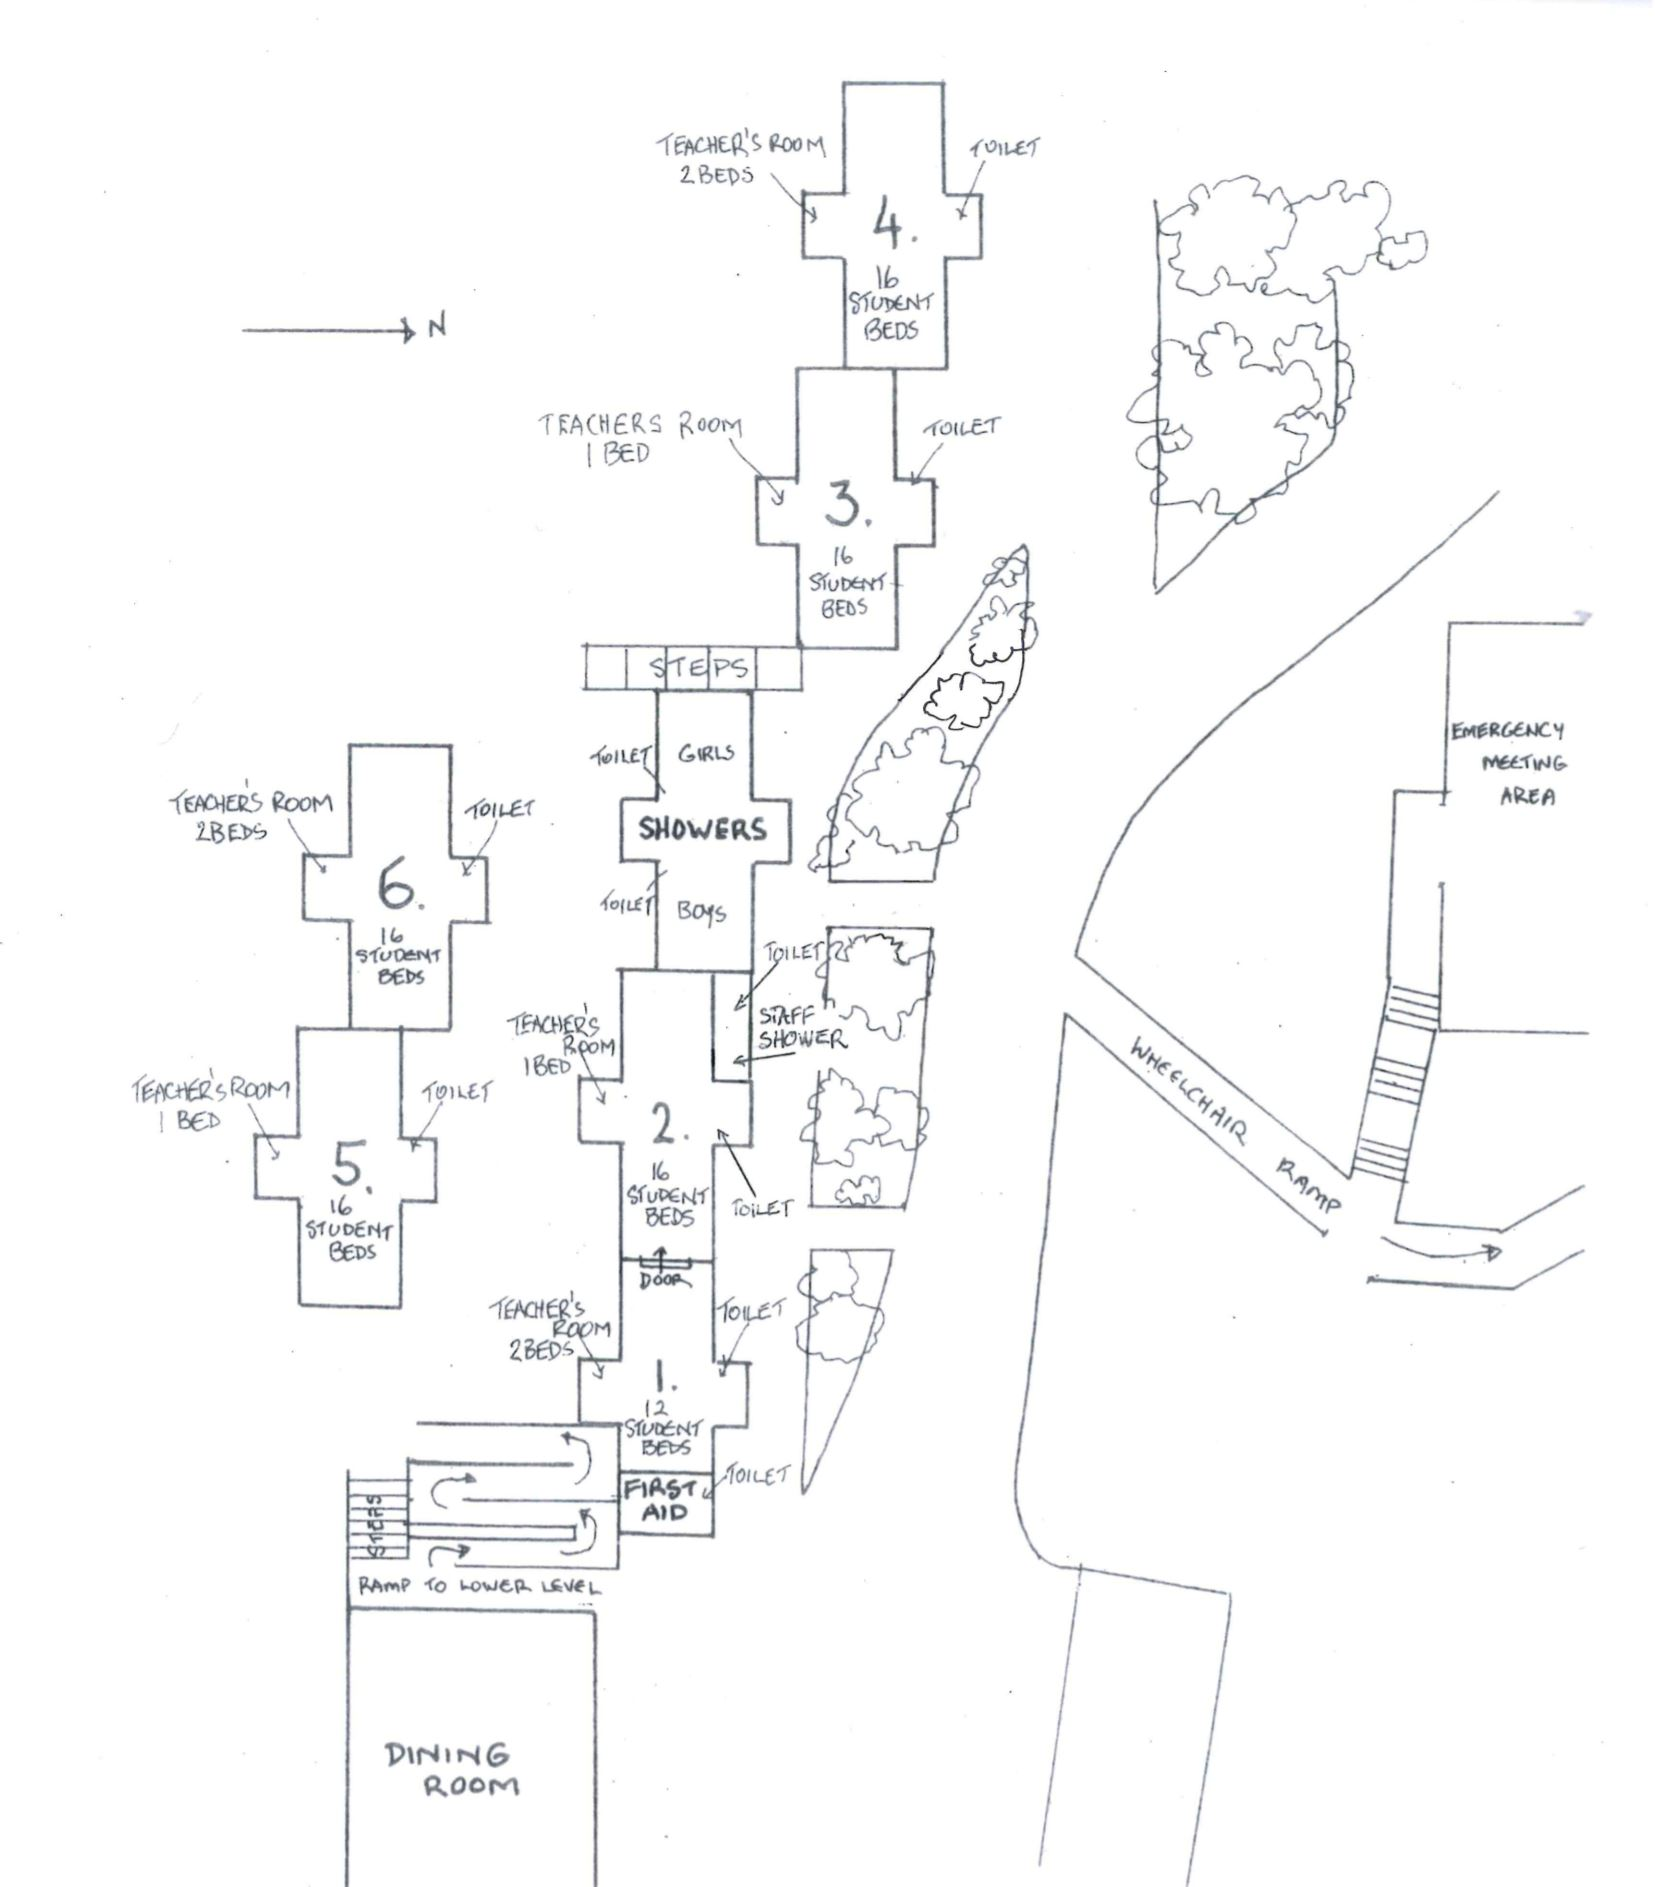 TEACHER'S ROOM
2 BEDS
TOILET
4.
16
STUDENT
BEDS
N
TEACHERS ROOM
1 BED
TOILET
3.
16
STUDENT
BEDS
STEPS
TOILET
GIRLS
SHOWERS
TOILET
BOYS
EMERGENCY
MEETING
AREA
TEACHER'S ROOM
2 BEDS
TOILET
6.
16
STUDENT
BEDS
TOILET
STAFF
SHOWER
TEACHER'S
ROOM
1 BED
2.
16
STUDENT
BEDS
TOILET
WHEELCHAIR RAMP
TEACHER'S ROOM
1 BED
TOILET
5.
16
STUDENT
BEDS
DOOR
TEACHER'S
ROOM
2 BEDS
TOILET
1.
12
STUDENT
BEDS
FIRST
AID
TOILET
STEPS
RAMP TO LOWER LEVEL
DINING
ROOM